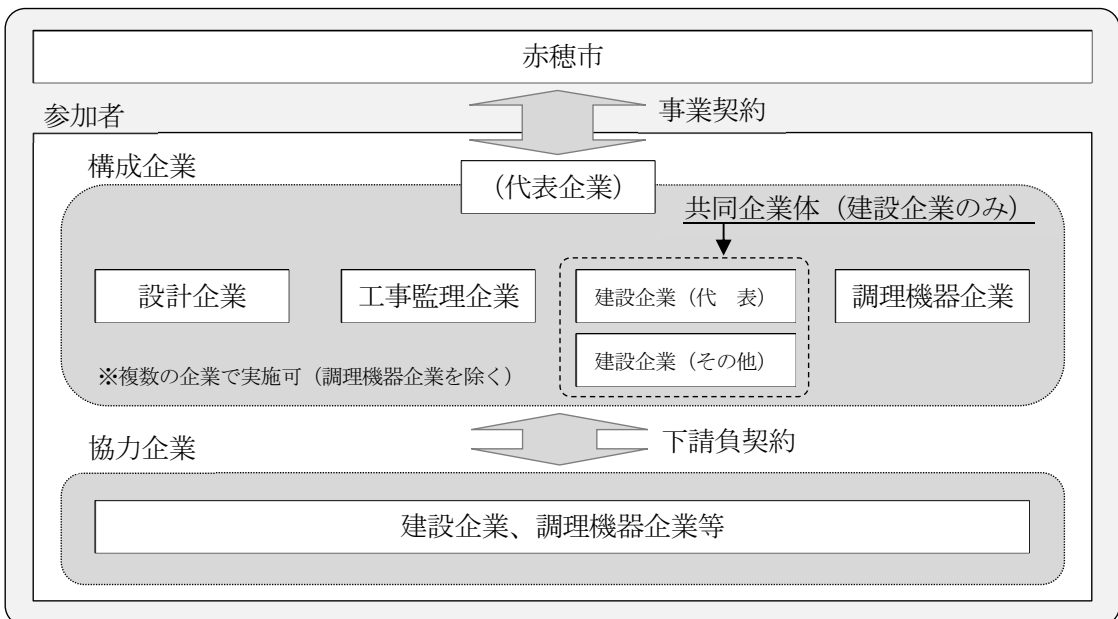 赤穂市
参加者
事業契約
構成企業
(代表企業)
共同企業体（建設企業のみ）
設計企業
工事監理企業
建設企業（代　表）
調理機器企業
建設企業（その他）
※複数の企業で実施可（調理機器企業を除く）
協力企業
下請負契約
建設企業、調理機器企業等